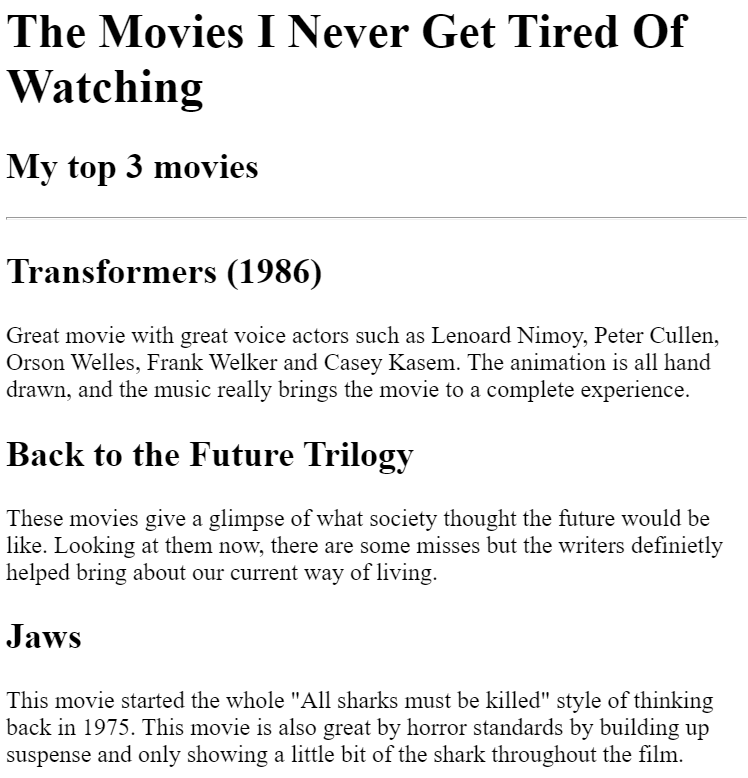 The Movies I Never Get Tired Of
Watching
My top 3 movies
Transformers (1986)
Great movie with great voice actors such as Lenoard Nimoy, Peter Cullen,
Orson Welles, Frank Welker and Casey Kasem. The animation is all hand
drawn, and the music really brings the movie to a complete experience.
Back to the Future Trilogy
These movies give a glimpse of what society thought the future would be
like. Looking at them now, there are some misses but the writers definietly
helped bring about our current way of living.
Jaws
This movie started the whole "All sharks must be killed" style of thinking
back in 1975. This movie is also great by horror standards by building up
suspense and only showing a little bit of the shark throughout the film.